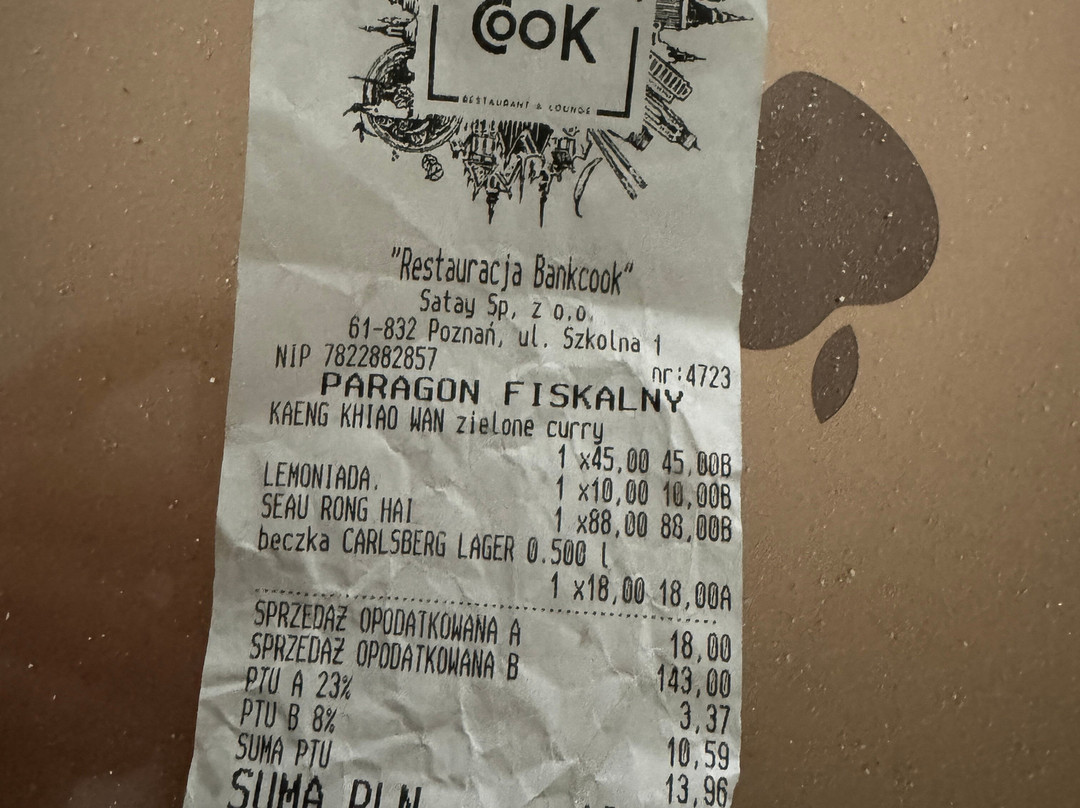 COOK
RESTAURANT & LOUNGE
"Restauracja Bankcook"
Satay Sp, z o.o.
61-832 Poznań, ul. Szkolna 1
NIP 7822882857 nr:4723
PARAGON FISKALNY
KAENG KHIAO WAN zielone curry
1 x45,00 45,00B
LEMONIADA. 1 x10,00 10,00B
SEAU RONG HAI 1 x88,00 88,00B
beczka CARLSBERG LAGER 0.500 l
1 x18,00 18,00A
SPRZEDAŻ OPODATKOWANA A 18,00
SPRZEDAŻ OPODATKOWANA B 143,00
PTU A 23% 3,37
PTU B 8% 10,59
SUMA PTU 13,96
SUMA PLN